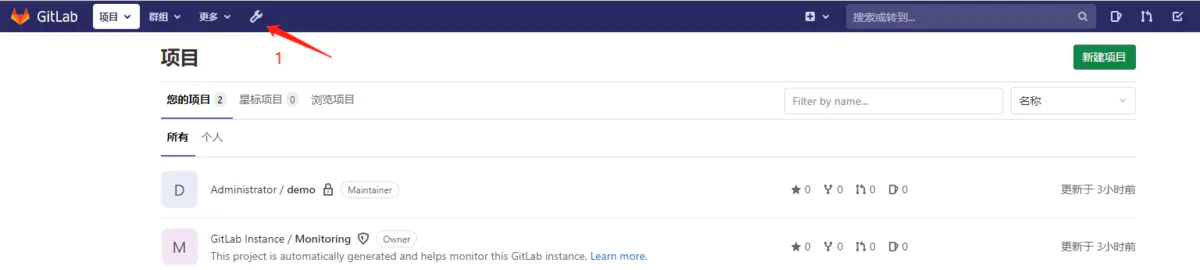 GitLab 项目 群组 更多 搜索或转到...
1
项目 新建项目
您的项目 2 星标项目 0 浏览项目 Filter by name... 名称
所有 个人
D Administrator / demo Maintainer 0 0 0 0 更新于 3小时前
M GitLab Instance / Monitoring Owner 0 0 0 0 更新于 3小时前
This project is automatically generated and helps monitor this GitLab instance. Learn more.